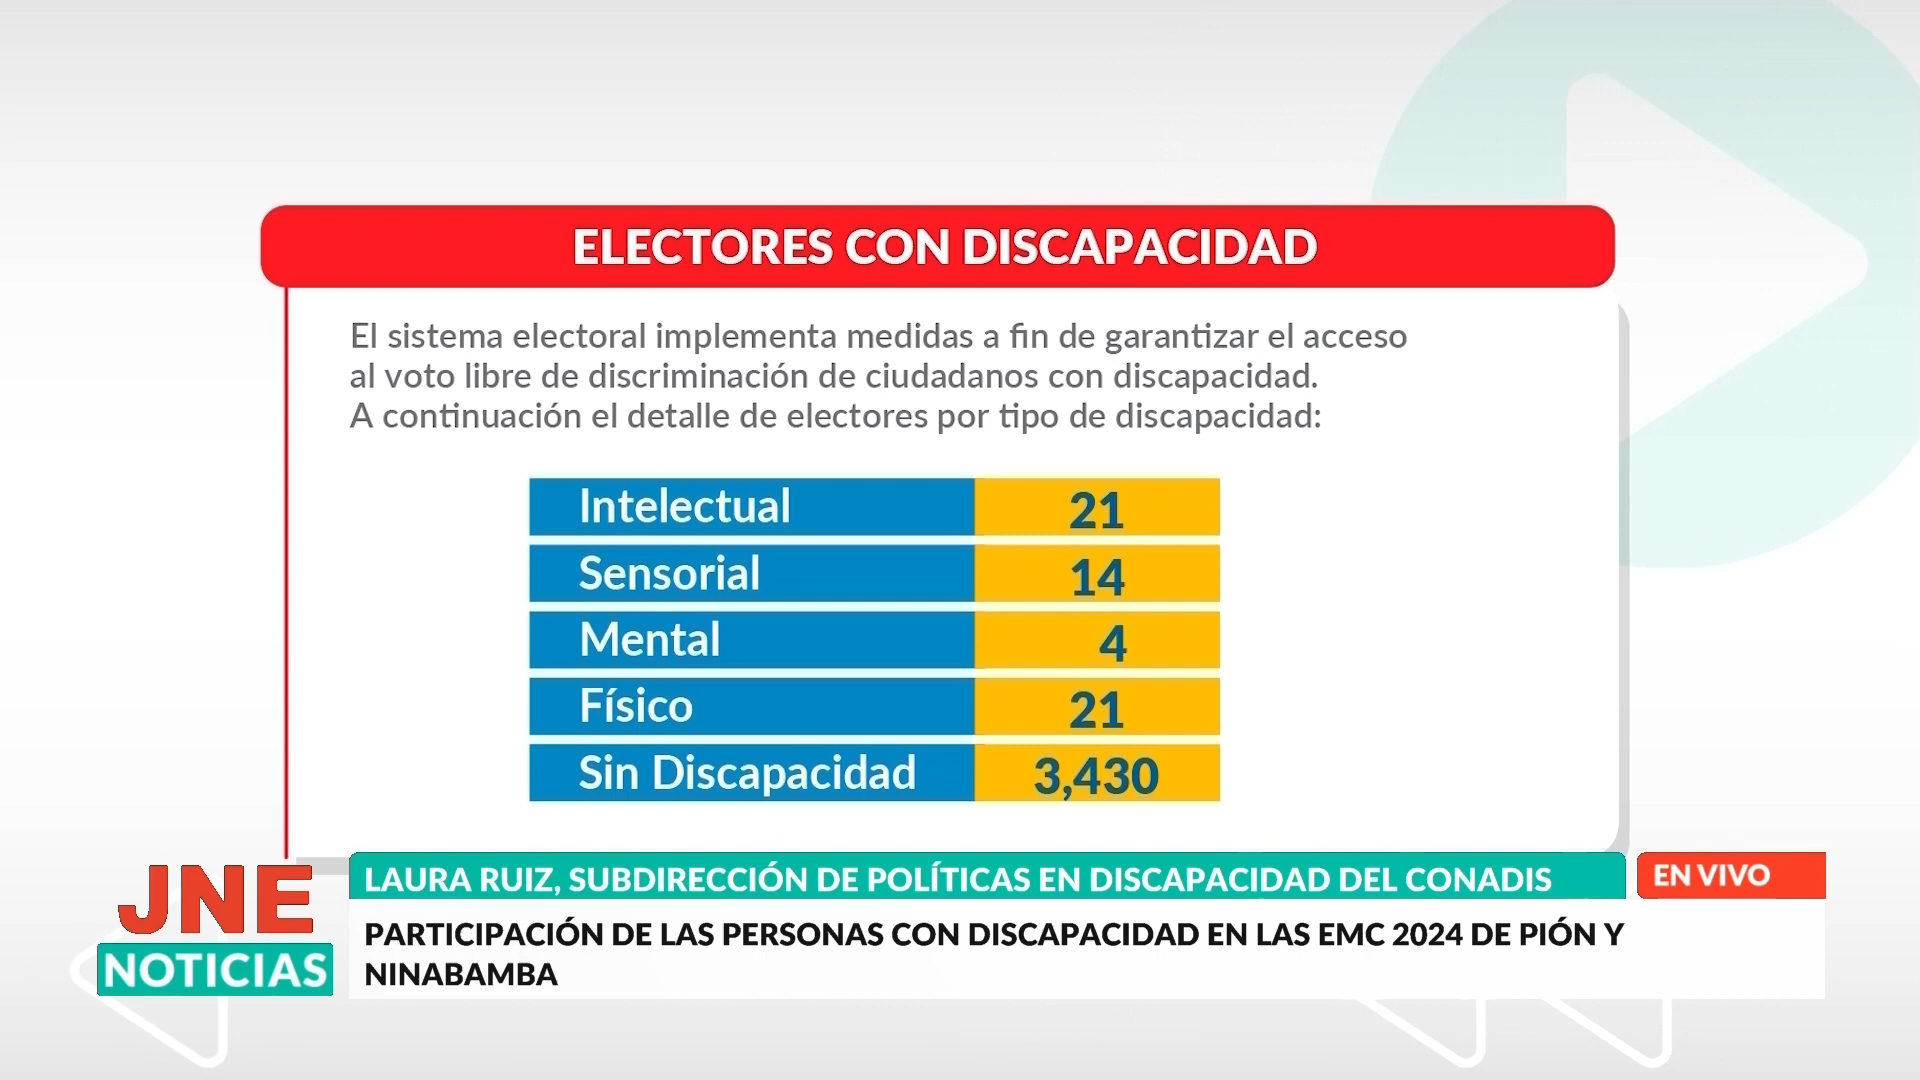 ELECTORES CON DISCAPACIDAD
El sistema electoral implementa medidas a fin de garantizar el acceso
al voto libre de discriminación de ciudadanos con discapacidad.
A continuación el detalle de electores por tipo de discapacidad:
Intelectual 21
Sensorial 14
Mental 4
Físico 21
Sin Discapacidad 3,430
JNE
NOTICIAS
LAURA RUIZ, SUBDIRECCIÓN DE POLÍTICAS EN DISCAPACIDAD DEL CONADIS
EN VIVO
PARTICIPACIÓN DE LAS PERSONAS CON DISCAPACIDAD EN LAS EMC 2024 DE PIÓN Y
NINABAMBA